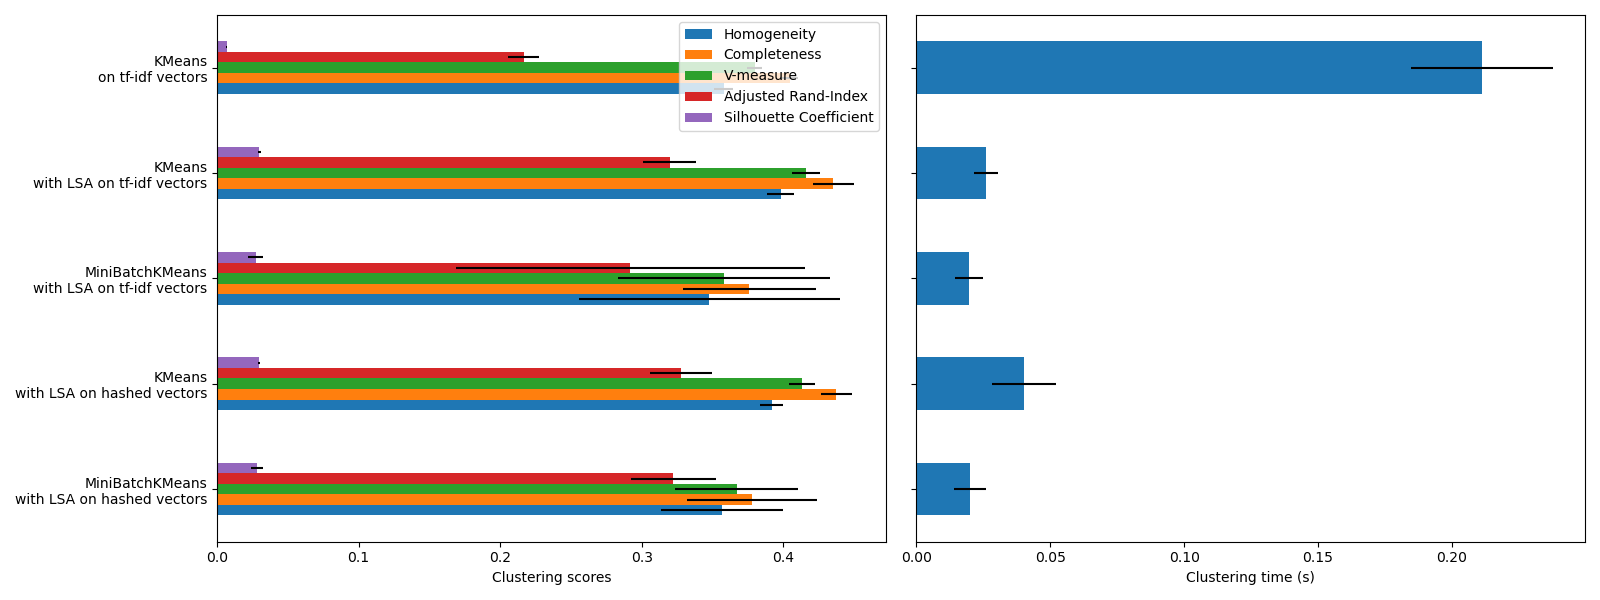 KMeans
on tf-idf vectors
KMeans
with LSA on tf-idf vectors
MiniBatchKMeans
with LSA on tf-idf vectors
KMeans
with LSA on hashed vectors
MiniBatchKMeans
with LSA on hashed vectors
Homogeneity
Completeness
V-measure
Adjusted Rand-Index
Silhouette Coefficient
0.0 0.1 0.2 0.3 0.4
Clustering scores
0.00 0.05 0.10 0.15 0.20
Clustering time (s)